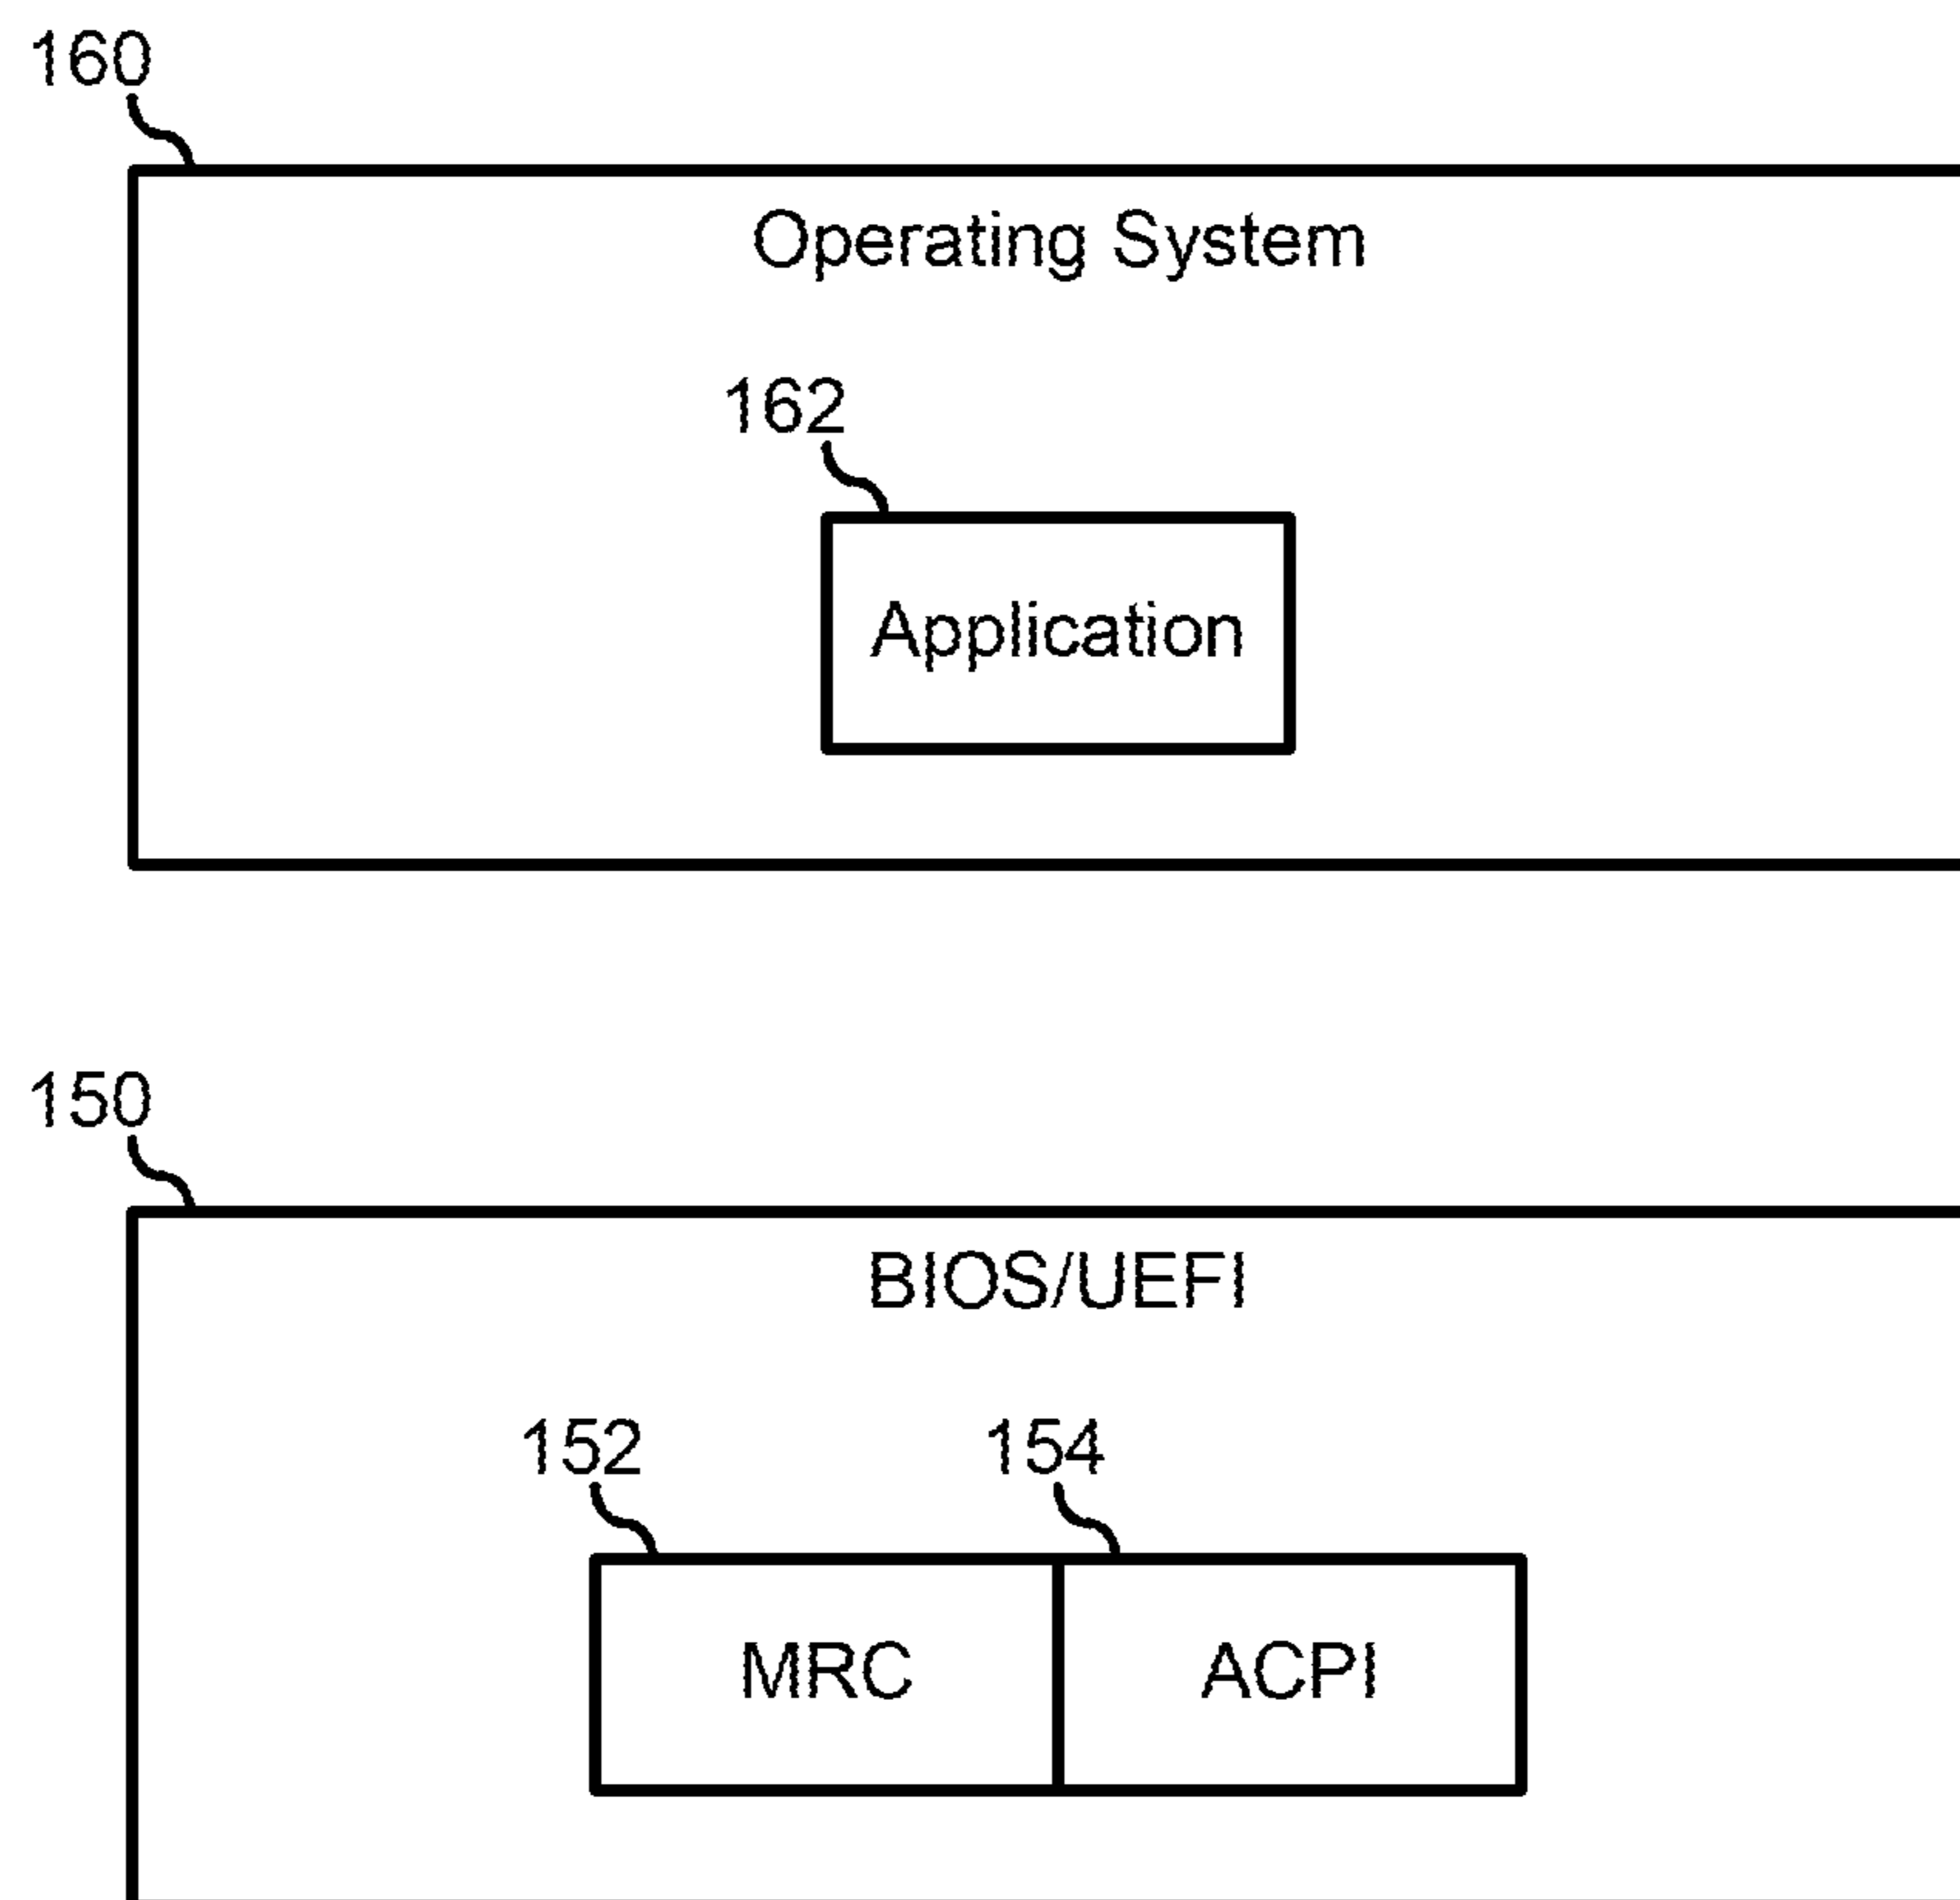 160
Operating System
162
Application
150
BIOS/UEFI
152 154
MRC ACPI